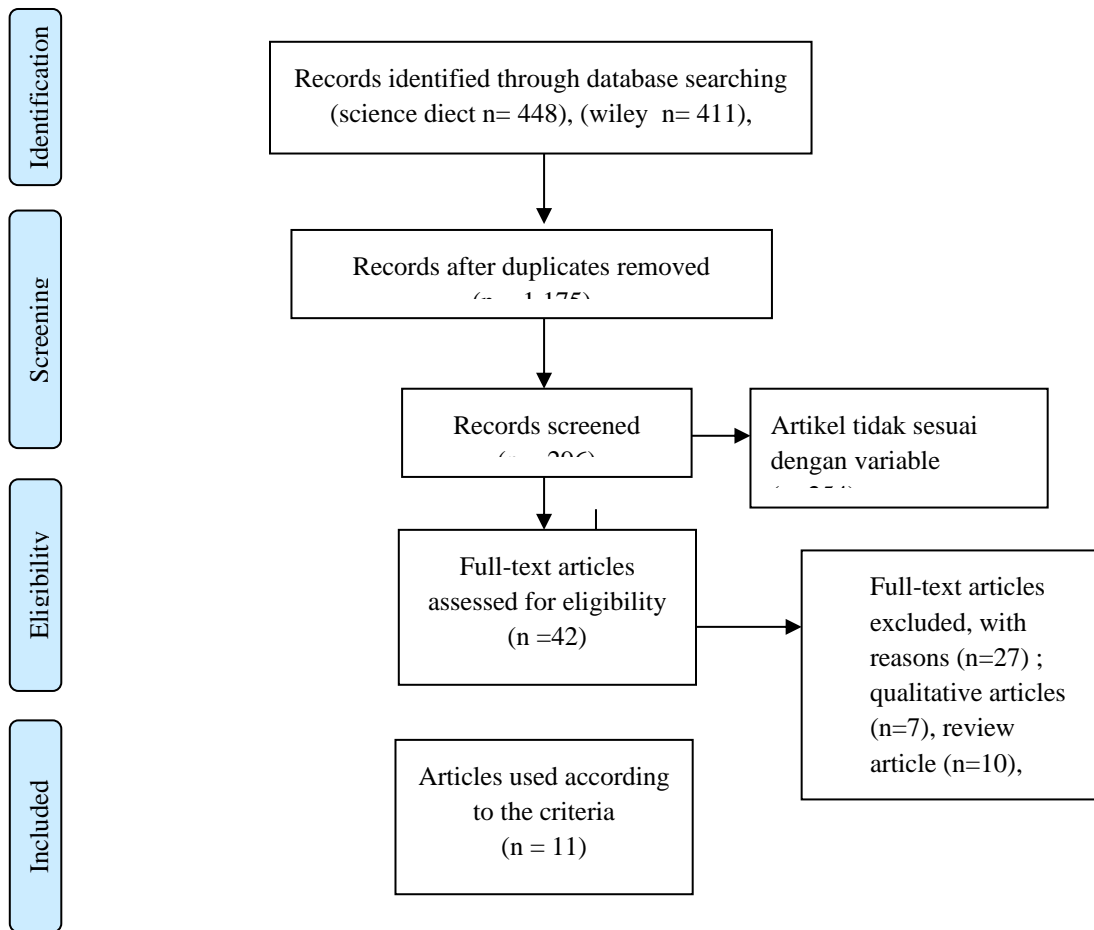 Identification
Records identified through database searching
(science diect n= 448), (wiley n= 411),
Screening
Records after duplicates removed
(n = 1.175)
Records screened
Artikel tidak sesuai
dengan variable
Eligibility
Full-text articles
assessed for eligibility
(n =42)
Full-text articles
excluded, with
reasons (n=27) ;
qualitative articles
(n=7), review
article (n=10),
Included
Articles used according
to the criteria
(n = 11)